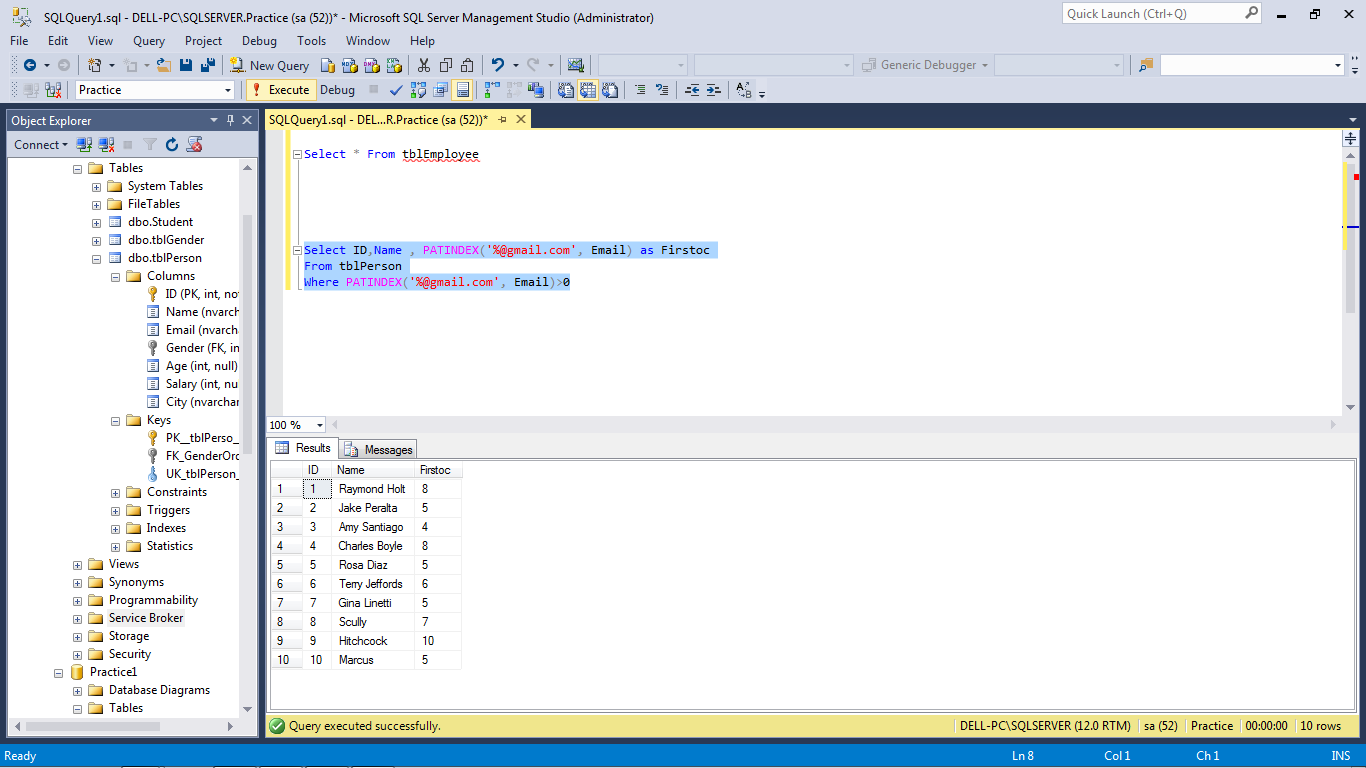 SQLQuery1.sql - DELL-PC\SQLSERVER.Practice (sa (52))* - Microsoft SQL Server Management Studio (Administrator)
Quick Launch (Ctrl+Q)
File Edit View Query Project Debug Tools Window Help
New Query
Generic Debugger
Practice
Execute
Debug
Object Explorer
Connect
Tables
System Tables
FileTables
dbo.Student
dbo.tblGender
dbo.tblPerson
Columns
ID (PK, int, no
Name (nvarch
Email (nvarch
Gender (FK, in
Age (int, null)
Salary (int, nu
City (nvarchar
Keys
PK__tblPerso_
FK_GenderOrd
UK_tblPerson_
Constraints
Triggers
Indexes
Statistics
Views
Synonyms
Programmability
Service Broker
Storage
Security
Practice1
Database Diagrams
Tables
SQLQuery1.sql - DEL...R.Practice (sa (52))*
Select * From tblEmployee
Select ID,Name , PATINDEX('%@gmail.com', Email) as Firstoc
From tblPerson
Where PATINDEX('%@gmail.com', Email)>0
100 %
Results Messages
ID Name Firstoc
1 1 Raymond Holt 8
2 2 Jake Peralta 5
3 3 Amy Santiago 4
4 4 Charles Boyle 8
5 5 Rosa Diaz 5
6 6 Terry Jeffords 6
7 7 Gina Linetti 5
8 8 Scully 7
9 9 Hitchcock 10
10 10 Marcus 5
Query executed successfully.
DELL-PC\SQLSERVER (12.0 RTM) sa (52) Practice 00:00:00 10 rows
Ready Ln 8 Col 1 Ch 1 INS